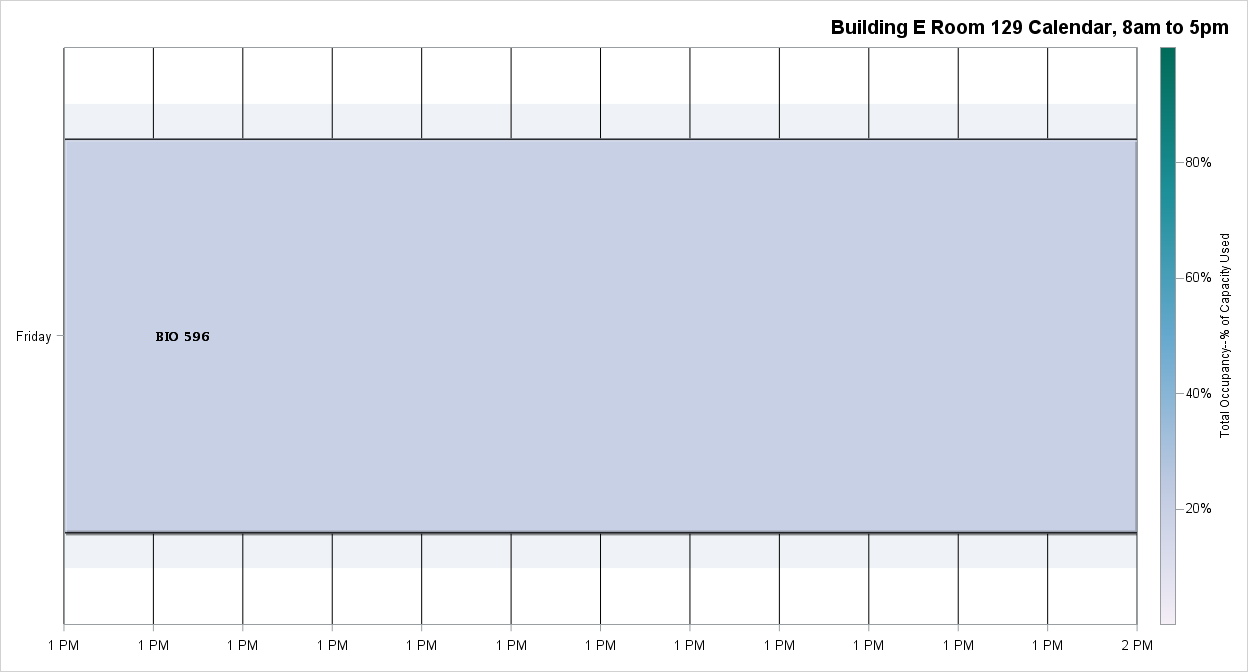 Building E Room 129 Calendar, 8am to 5pm
80%
60%
40%
20%
Total Occupancy--% of Capacity Used
Friday
BIO 596
1 PM 1 PM 1 PM 1 PM 1 PM 1 PM 1 PM 1 PM 1 PM 1 PM 1 PM 1 PM 2 PM